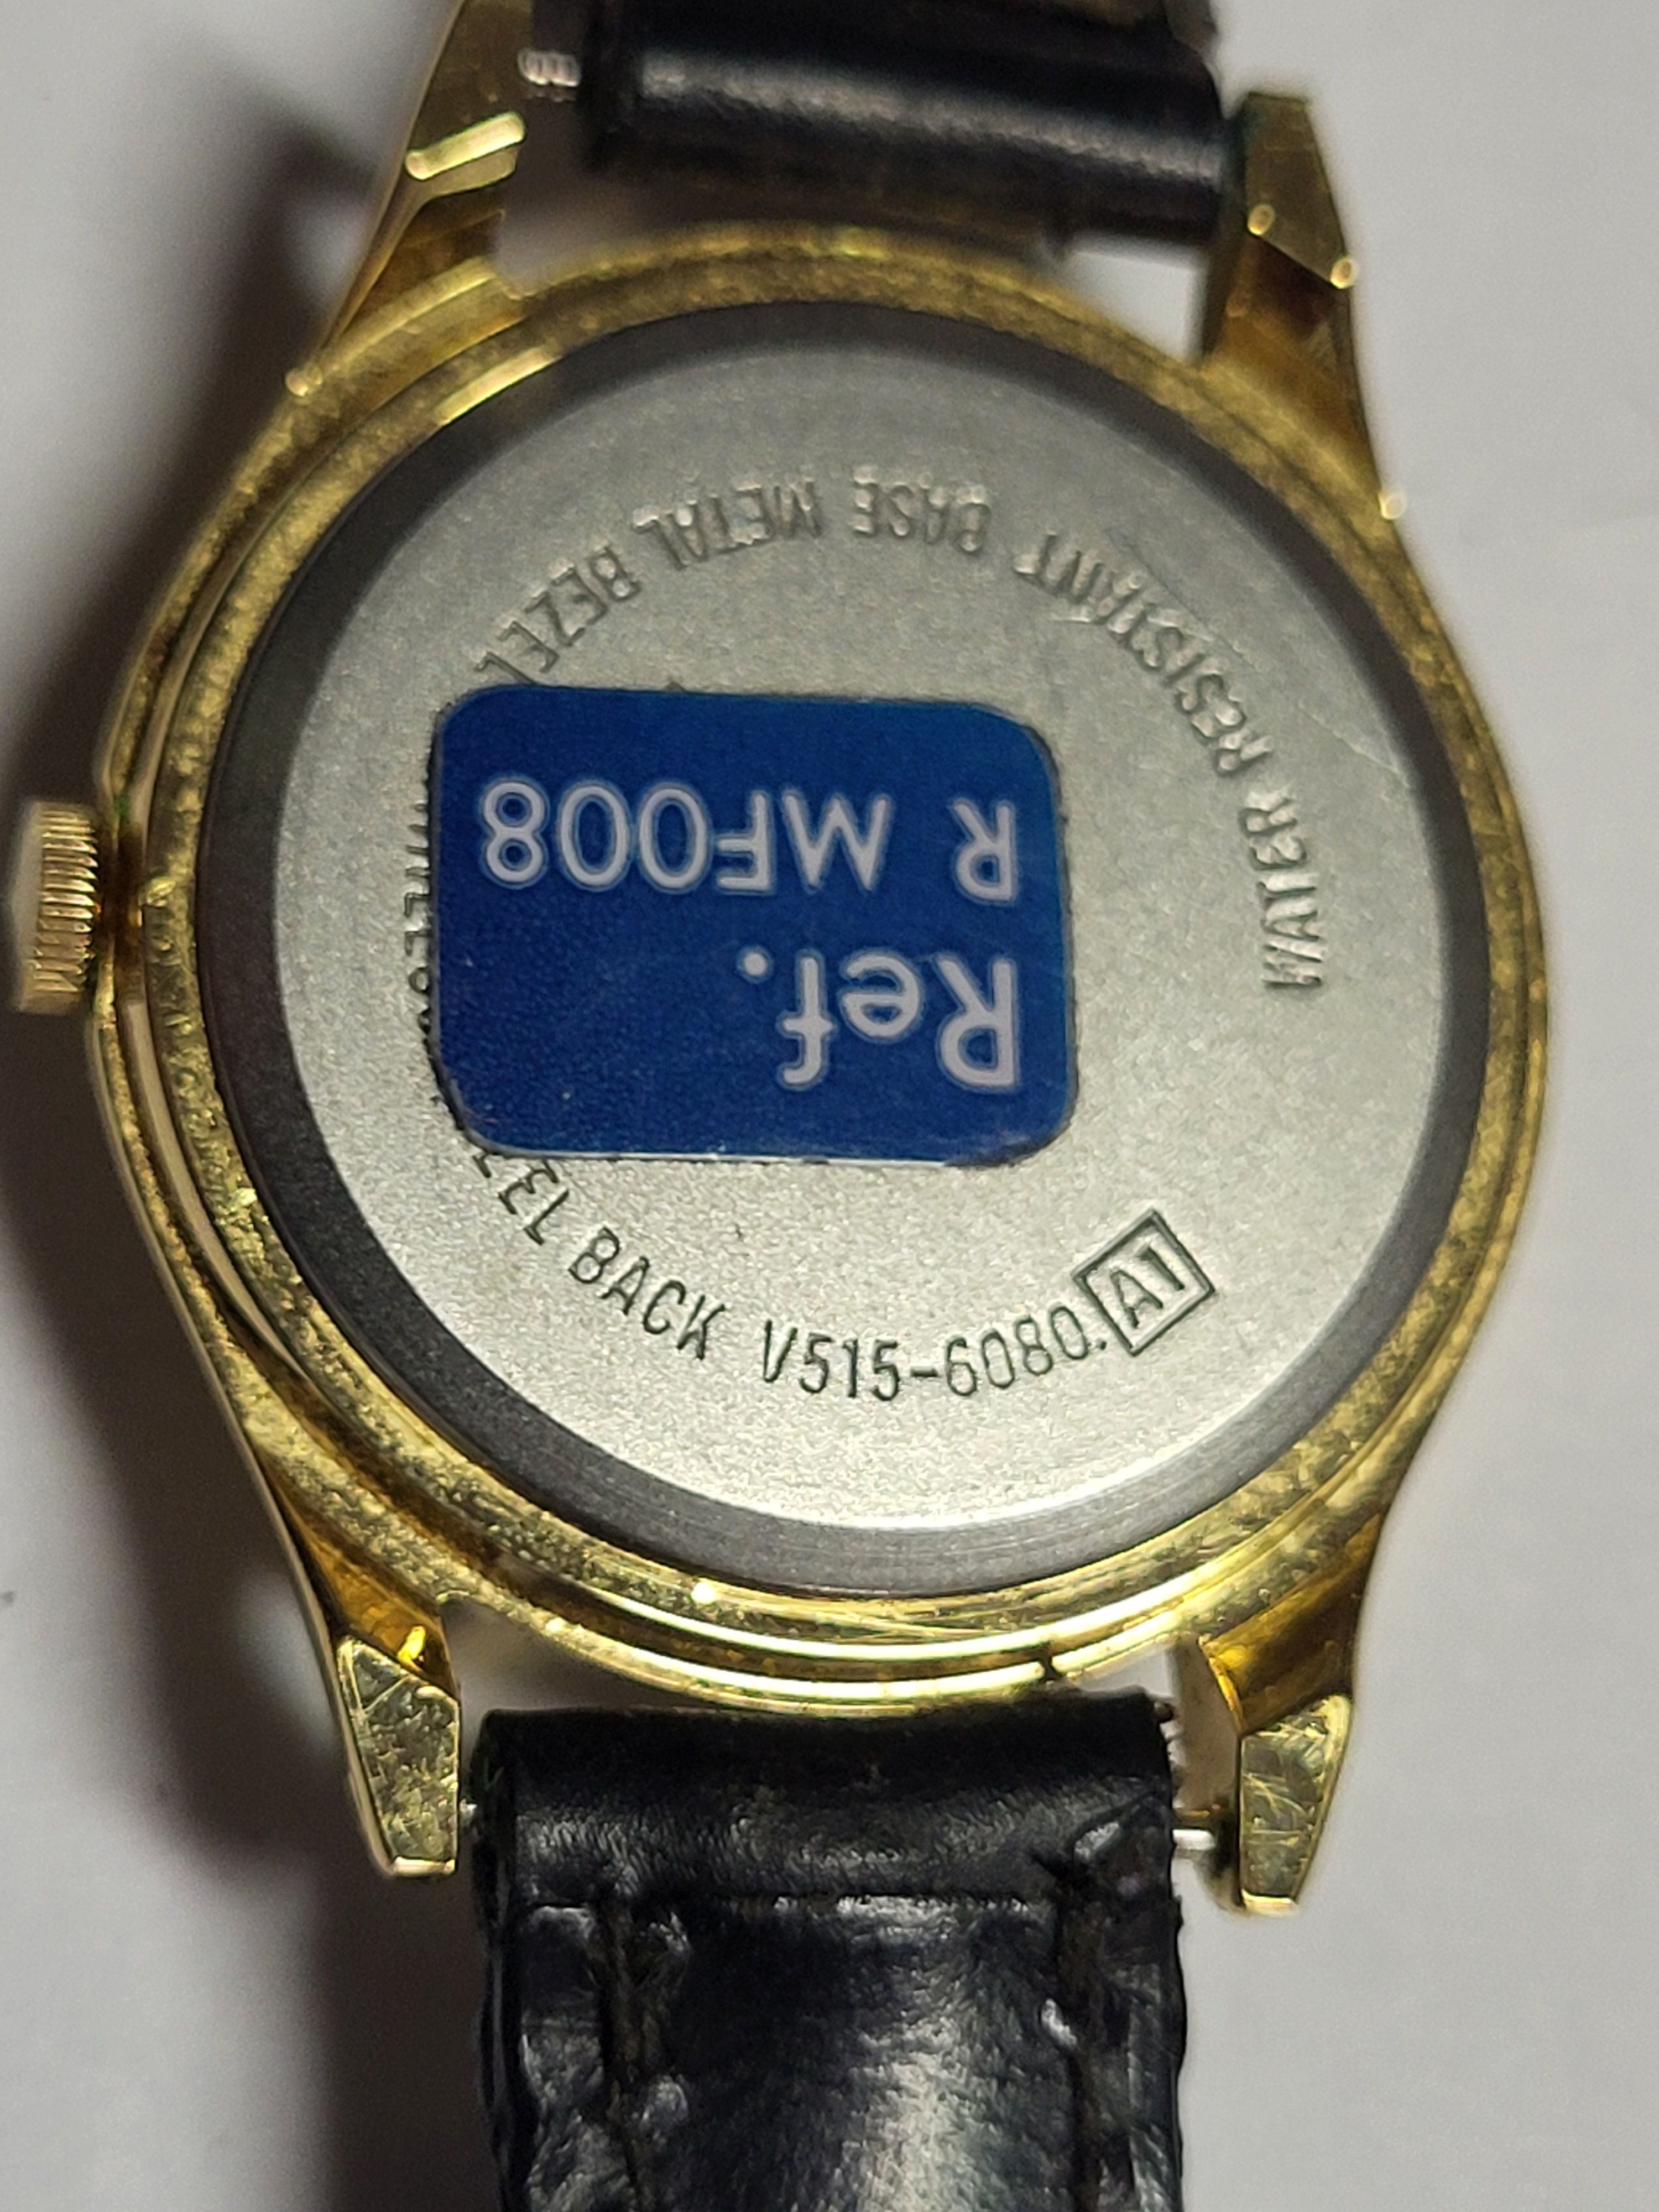 Ref.
R MF008
WATER RESISTANT BASE METAL BEZEL
BACK V515-6080. A1